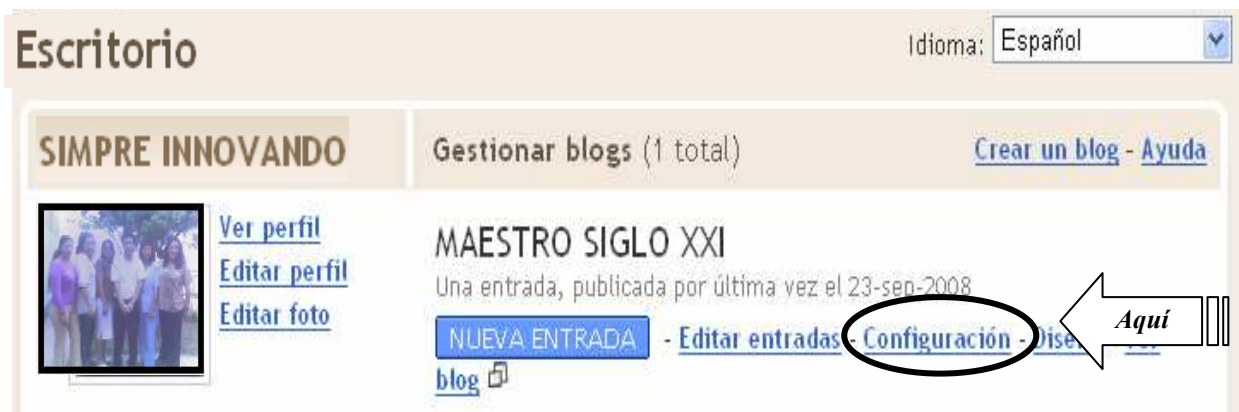 Escritorio
Idioma: Español
SIMPRE INNOVANDO
Gestionar blogs (1 total)
Crear un blog - Ayuda
Ver perfil
Editar perfil
Editar foto
MAESTRO SIGLO XXI
Una entrada, publicada por última vez el 23-sep-2008
NUEVA ENTRADA - Editar entradas - Configuración -
blog
Aquí